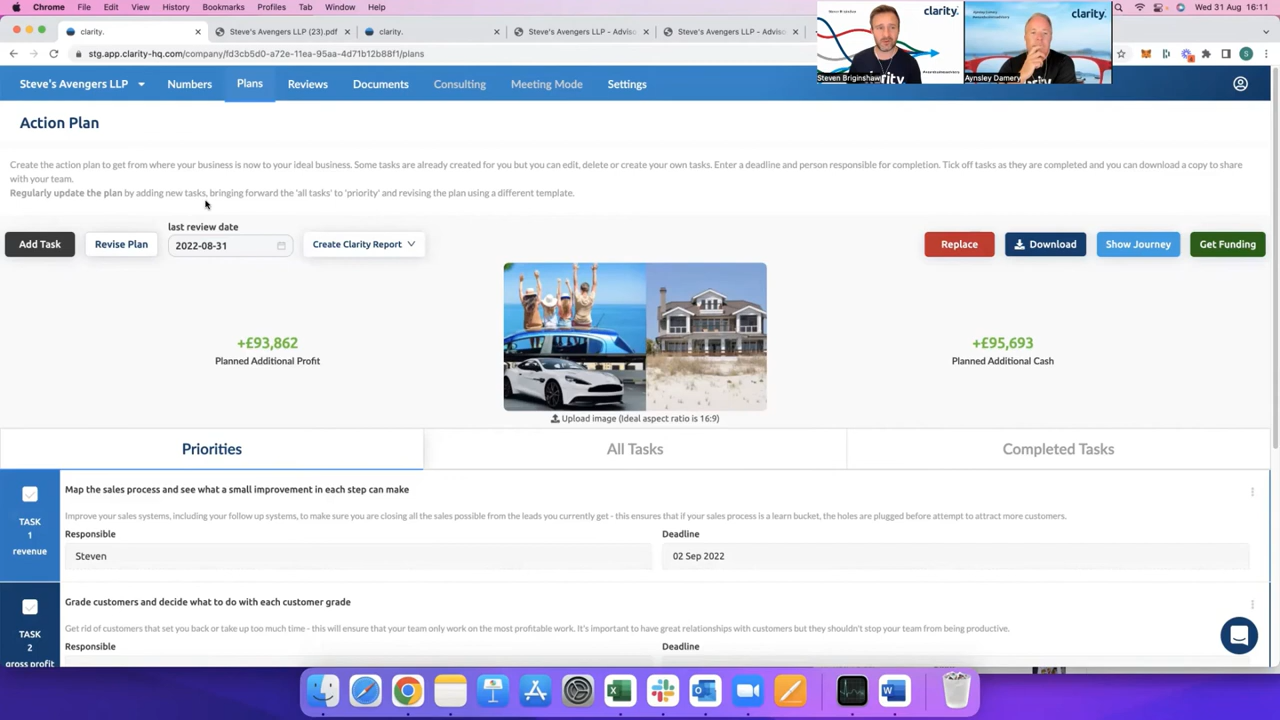 Chrome File Edit View History Bookmarks Profiles Tab Window Help
Wed 31 Aug 16:11
clarity.
Steve's Avengers LLP (23).pdf
clarity.
Steve's Avengers LLP - Adviso
Steve's Avengers LLP - Adviso
stg.app.clarity-hq.com/company/fd3cb5d0-a72e-11ea-95aa-4d71b12b88f1/plans
clarity.
Steven Briginshaw
clarity.
Aynsley Damery
Steve's Avengers LLP
Numbers
Plans
Reviews
Documents
Consulting
Meeting Mode
Settings
Action Plan
Create the action plan to get from where your business is now to your ideal business. Some tasks are already created for you but you can edit, delete or create your own tasks. Enter a deadline and person responsible for completion. Tick off tasks as they are completed and you can download a copy to share
with your team.
Regularly update the plan by adding new tasks, bringing forward the 'all tasks' to 'priority' and revising the plan using a different template.
last review date
Add Task
Revise Plan
2022-08-31
Create Clarity Report
Replace
Download
Show Journey
Get Funding
+£93,862
Planned Additional Profit
+£95,693
Planned Additional Cash
Upload image (Ideal aspect ratio is 16:9)
Priorities
All Tasks
Completed Tasks
TASK
1
revenue
Map the sales process and see what a small improvement in each step can make
Improve your sales systems, including your follow up systems, to make sure you are closing all the sales possible from the leads you currently get - this ensures that if your sales process is a learn bucket, the holes are plugged before attempt to attract more customers.
Responsible
Deadline
Steven
02 Sep 2022
TASK
2
gross profit
Grade customers and decide what to do with each customer grade
Get rid of customers that set you back or take up too much time - this will ensure that your team only work on the most profitable work. It's important to have great relationships with customers but they shouldn't stop your team from being productive.
Responsible
Deadline